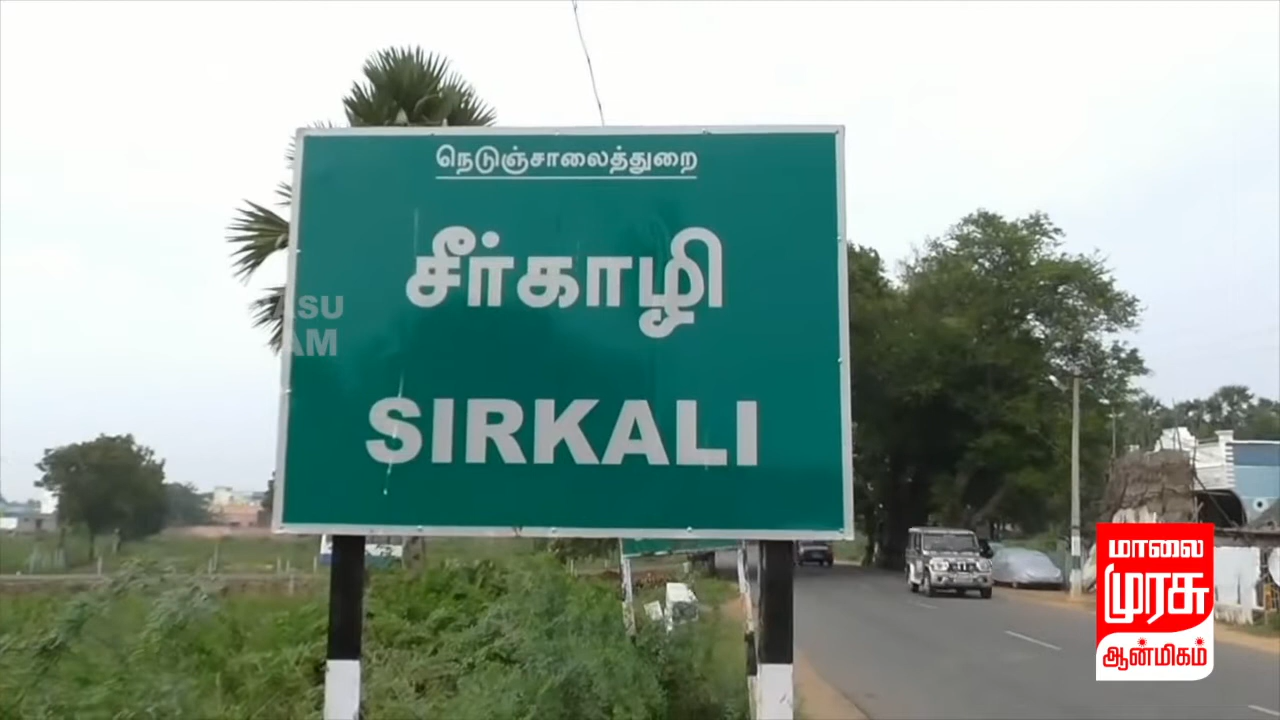 நெடுஞ்சாலைத்துறை
சீர்காழி
SIRKALI
மாலை
முரசு
ஆன்மிகம்